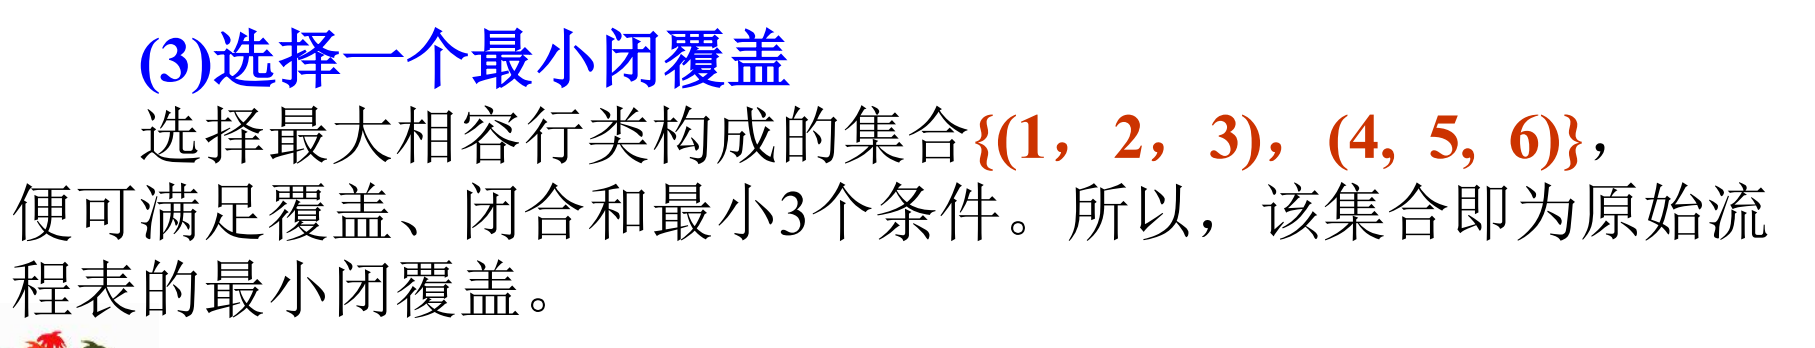 (3)选择一个最小闭覆盖
选择最大相容行类构成的集合{(1，2，3)，(4, 5, 6)}，
便可满足覆盖、闭合和最小3个条件。所以，该集合即为原始流
程表的最小闭覆盖。